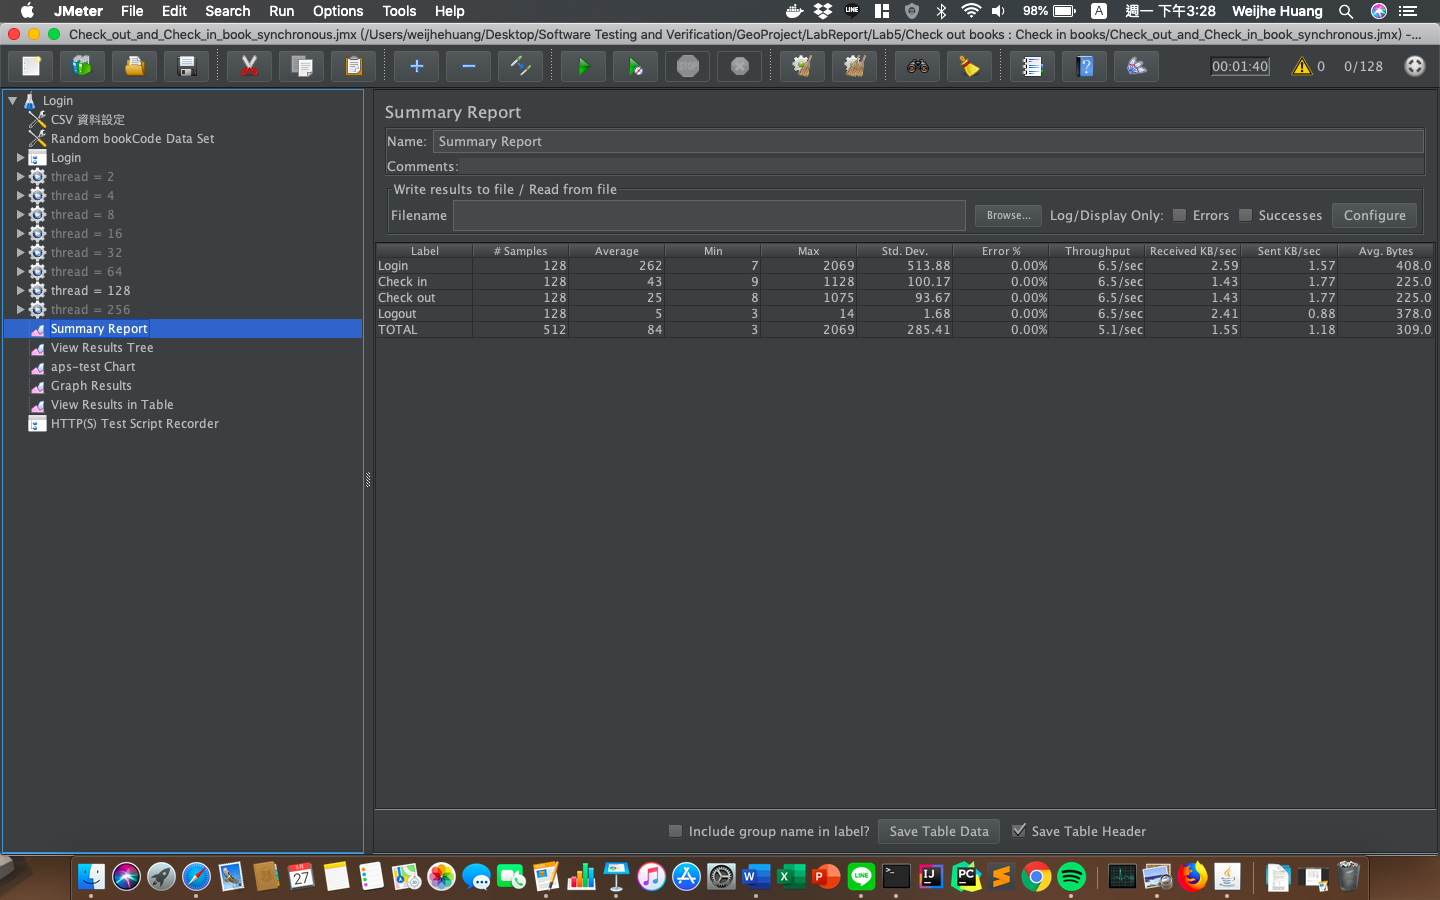 JMeter File Edit Search Run Options Tools Help LINE 98% A 週一 下午3:28 Weijhe Huang
Check_out_and_Check_in_book_synchronous.jmx (/Users/weijhehuang/Desktop/Software Testing and Verification/GeoProject/LabReport/Lab5/Check out books : Check in books/Check_out_and_Check_in_book_synchronous.jmx) –...
STOP 00:01:40 0 0/128
Login
CSV 資料設定
Random bookCode Data Set
Login
thread = 2
thread = 4
thread = 8
thread = 16
thread = 32
thread = 64
thread = 128
thread = 256
Summary Report
View Results Tree
aps-test Chart
Graph Results
View Results in Table
HTTP(S) Test Script Recorder
Summary Report
Name: Summary Report
Comments:
Write results to file / Read from file
Filename Browse... Log/Display Only: Errors Successes Configure
Label # Samples Average Min Max Std. Dev. Error % Throughput Received KB/sec Sent KB/sec Avg. Bytes
Login 128 262 7 2069 513.88 0.00% 6.5/sec 2.59 1.57 408.0
Check in 128 43 9 1128 100.17 0.00% 6.5/sec 1.43 1.77 225.0
Check out 128 25 8 1075 93.67 0.00% 6.5/sec 1.43 1.77 225.0
Logout 128 5 3 14 1.68 0.00% 6.5/sec 2.41 0.88 378.0
TOTAL 512 84 3 2069 285.41 0.00% 5.1/sec 1.55 1.18 309.0
Include group name in label? Save Table Data Save Table Header
27 W X P LINE >_ IJ PC